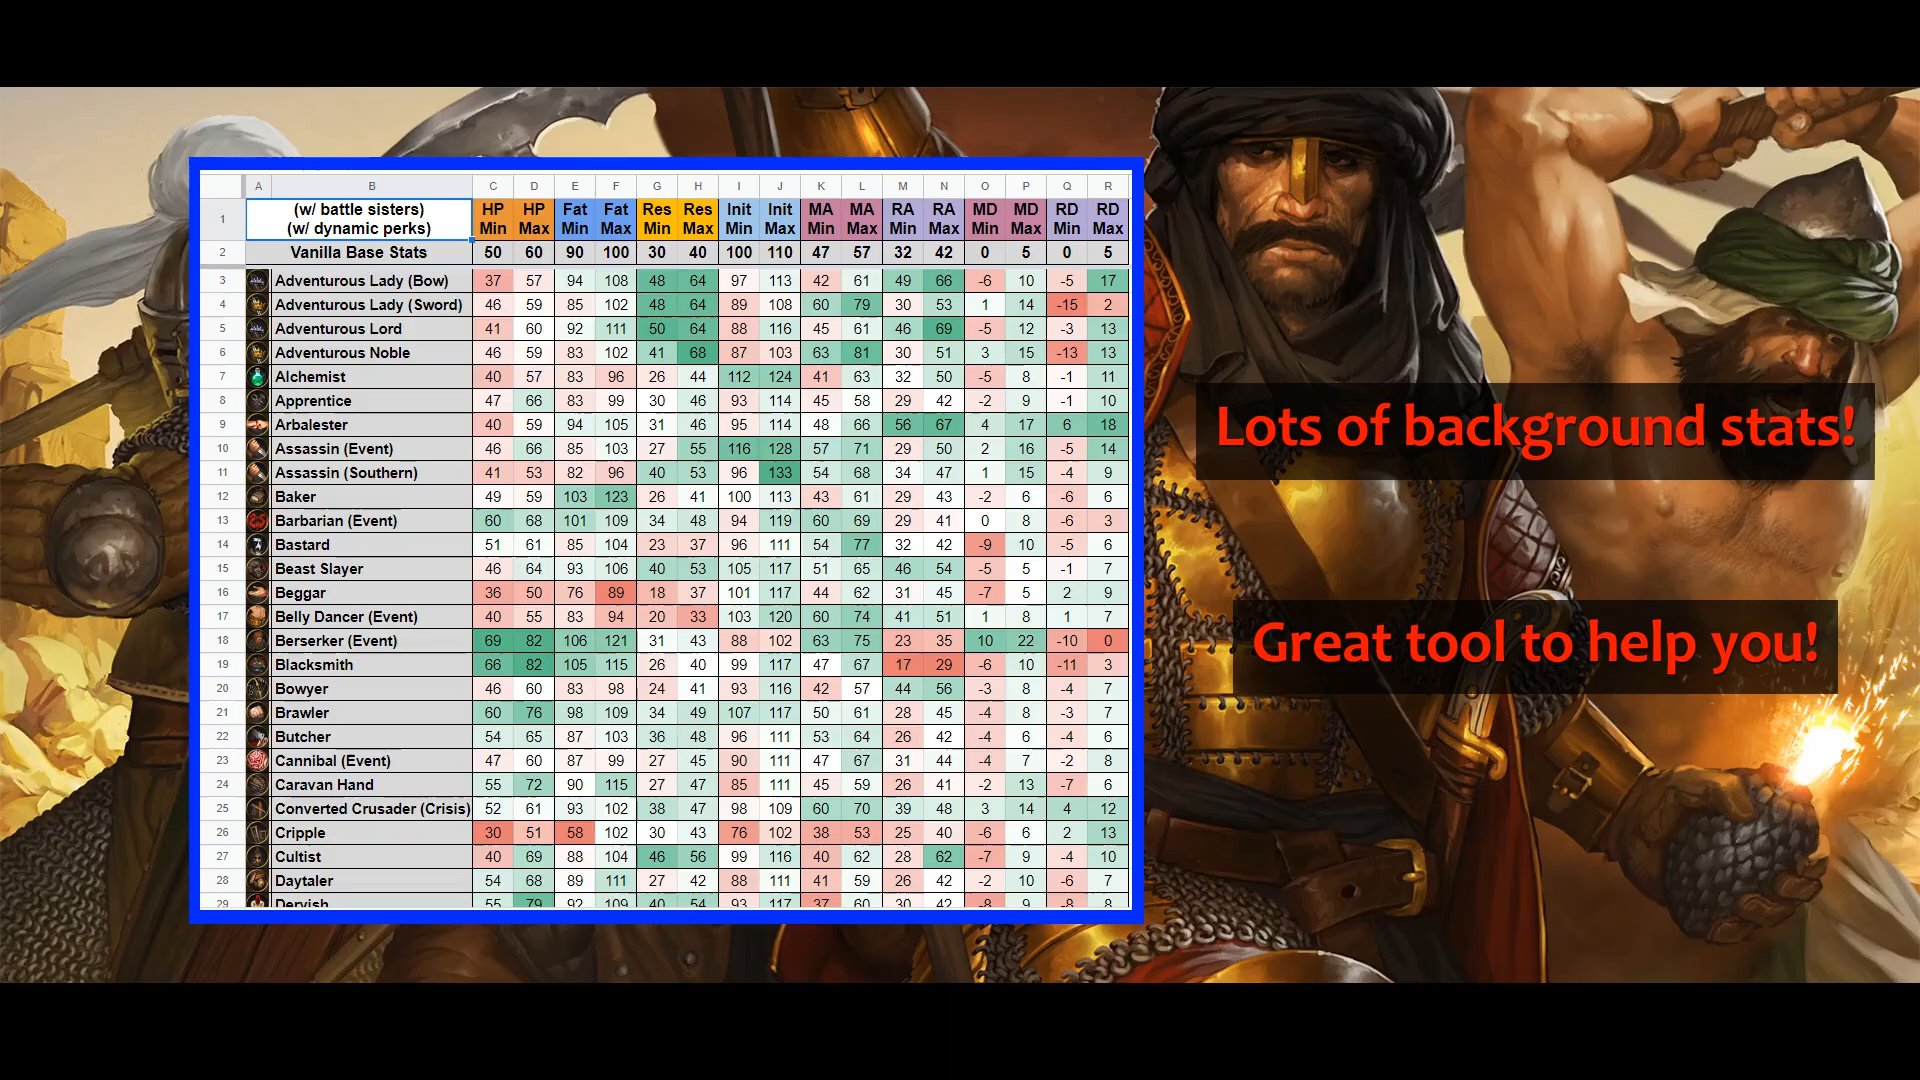 A B C D E F G H I J K L M N O P Q R
1 (w/ battle sisters) HP HP Fat Fat Res Res Init Init MA MA RA RA MD MD RD RD
(w/ dynamic perks) Min Max Min Max Min Max Min Max Min Max Min Max Min Max Min Max
2 Vanilla Base Stats 50 60 90 100 30 40 100 110 47 57 32 42 0 5 0 5
3 Adventurous Lady (Bow) 37 57 94 108 48 64 97 113 42 61 49 66 -6 10 -5 17
4 Adventurous Lady (Sword) 46 59 85 102 48 64 89 108 60 79 30 53 1 14 -15 2
5 Adventurous Lord 41 60 92 111 50 64 88 116 45 61 46 69 -5 12 -3 13
6 Adventurous Noble 46 59 83 102 41 68 87 103 63 81 30 51 3 15 -13 13
7 Alchemist 40 57 83 96 26 44 112 124 41 63 32 50 -5 8 -1 11
8 Apprentice 47 66 83 99 30 46 93 114 45 58 29 42 -2 9 -1 10
9 Arbalester 40 59 94 105 31 46 95 114 48 66 56 67 4 17 6 18
10 Assassin (Event) 46 66 85 103 27 55 116 128 57 71 29 50 2 16 -5 14
11 Assassin (Southern) 41 53 82 96 40 53 96 133 54 68 34 47 1 15 -4 9
12 Baker 49 59 103 123 26 41 100 113 43 61 29 43 -2 6 -6 6
13 Barbarian (Event) 60 68 101 109 34 48 94 119 60 69 29 41 0 8 -6 3
14 Bastard 51 61 85 104 23 37 96 111 54 77 32 42 -9 10 -5 6
15 Beast Slayer 46 64 93 106 40 53 105 117 51 65 46 54 -5 5 -1 7
16 Beggar 36 50 76 89 18 37 101 117 44 62 31 45 -7 5 2 9
17 Belly Dancer (Event) 40 55 83 94 20 33 103 120 60 74 41 51 1 8 1 7
18 Berserker (Event) 69 82 106 121 31 43 88 102 63 75 23 35 10 22 -10 0
19 Blacksmith 66 82 105 115 26 40 99 117 47 67 17 29 -6 10 -11 3
20 Bowyer 46 60 83 98 24 41 93 116 42 57 44 56 -3 8 -4 7
21 Brawler 60 76 98 109 34 49 107 117 50 61 28 45 -4 8 -3 7
22 Butcher 54 65 87 103 36 48 96 111 53 64 26 42 -4 6 -4 6
23 Cannibal (Event) 47 60 87 99 27 45 90 111 47 67 31 44 -4 7 -2 8
24 Caravan Hand 55 72 90 115 27 47 85 111 45 59 26 41 -2 13 -7 6
25 Converted Crusader (Crisis) 52 61 93 102 38 47 98 109 60 70 39 48 3 14 4 12
26 Cripple 30 51 58 102 30 43 76 102 38 53 25 40 -6 6 2 13
27 Cultist 40 69 88 104 46 56 99 116 40 62 28 62 -7 9 -4 10
28 Daytaler 54 68 89 111 27 42 88 111 41 59 26 42 -2 10 -6 7
29 Dervish 55 79 92 109 40 54 93 117 37 60 30 42 -8 9 -8 8
Lots of background stats!
Great tool to help you!